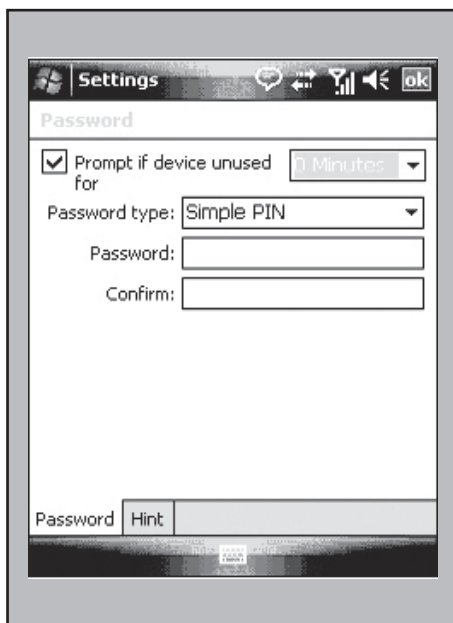 Settings
ok
Password
Prompt if device unused for
0 Minutes
Password type: Simple PIN
Password:
Confirm:
Password Hint